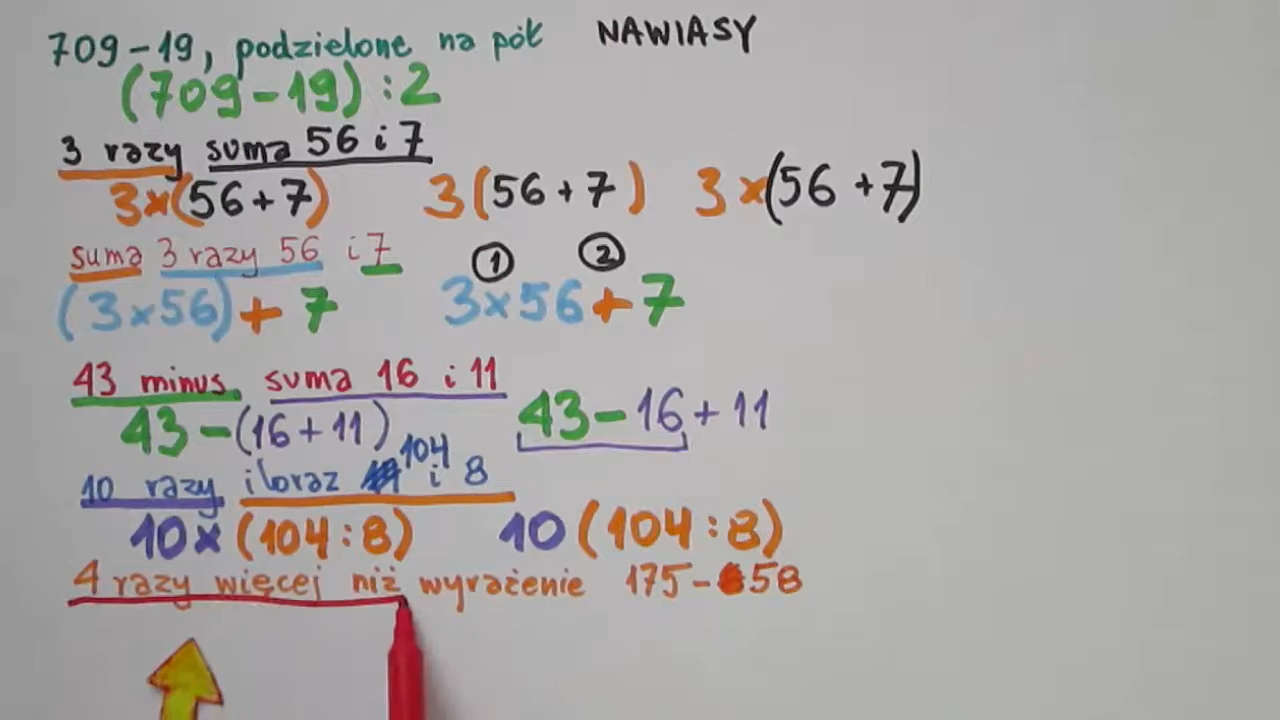 709-19, podzielone na pół NAWIASY
(709-19):2
3 razy suma 56 i 7
3×(56+7) 3(56+7) 3×(56+7)
suma 3 razy 56 i 7
1 2
(3×56)+7 3×56+7
43 minus suma 16 i 11
43-(16+11) 43-16+11
10 razy iloraz 104 i 8
10×(104:8) 10(104:8)
4 razy więcej niż wyrażenie 175-58